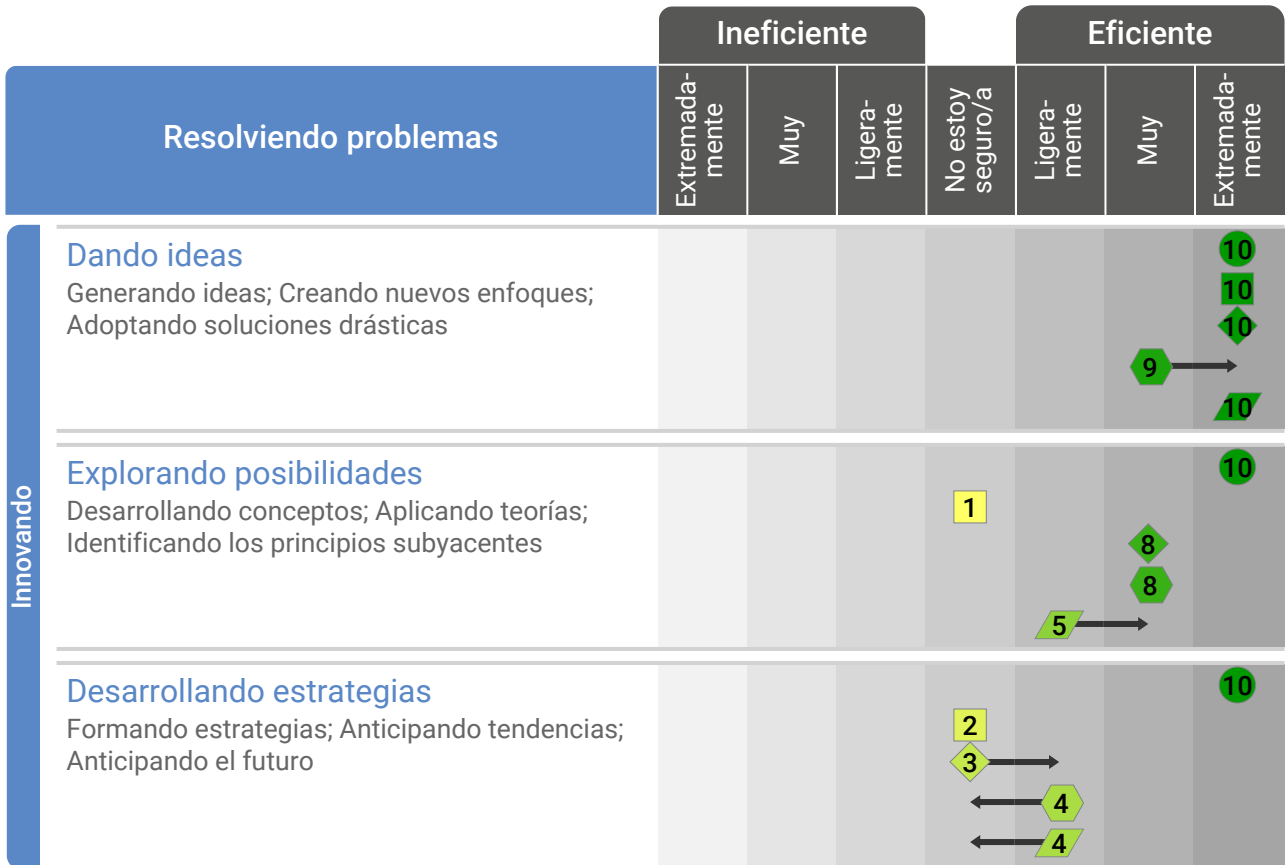 Ineficiente
Eficiente
Resolviendo problemas
Extremada-
mente
Muy
Ligera-
mente
No estoy
seguro/a
Ligera-
mente
Muy
Extremada-
mente
Innovando
Dando ideas
Generando ideas; Creando nuevos enfoques;
Adoptando soluciones drásticas
10
10
10
9
10
Explorando posibilidades
Desarrollando conceptos; Aplicando teorías;
Identificando los principios subyacentes
10
1
8
8
5
Desarrollando estrategias
Formando estrategias; Anticipando tendencias;
Anticipando el futuro
10
2
3
4
4